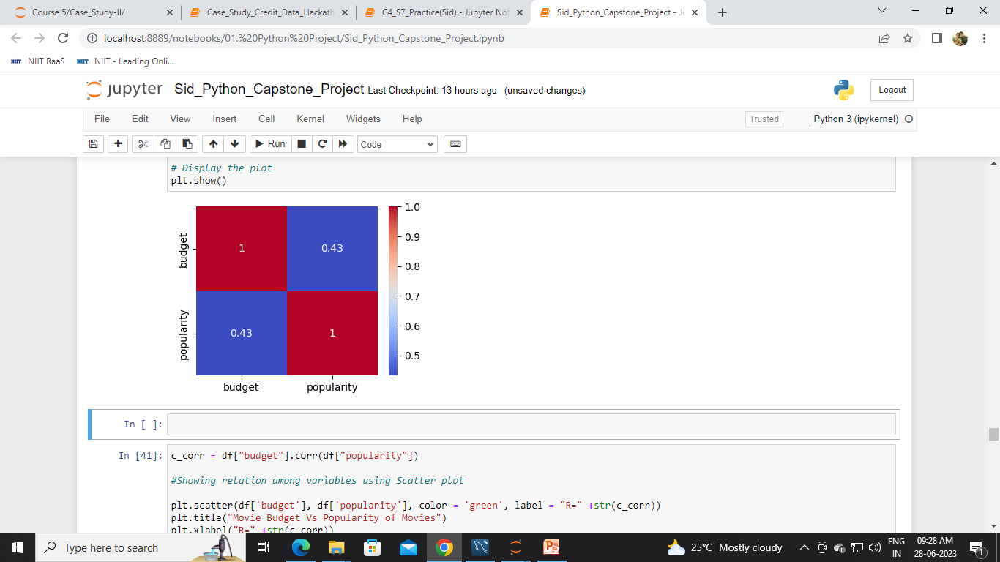 Course 5/Case_Study-II/
Case_Study_Credit_Data_Hackath
C4_S7_Practice(Sid) - Jupyter Not
Sid_Python_Capstone_Project - Ju
localhost:8889/notebooks/01.%20Python%20Project/Sid_Python_Capstone_Project.ipynb
NIIT NIIT RaaS NIIT NIIT - Leading Onli...
jupyter Sid_Python_Capstone_Project Last Checkpoint: 13 hours ago (unsaved changes)
Logout
File Edit View Insert Cell Kernel Widgets Help
Trusted
Python 3 (ipykernel)
Run
Code
# Display the plot
plt.show()
budget
popularity
1 0.43
0.43 1
budget popularity
1.0
0.9
0.8
0.7
0.6
0.5
In [ ]:
In [41]:
c_corr = df["budget"].corr(df["popularity"])
#Showing relation among variables using Scatter plot
plt.scatter(df['budget'], df['popularity'], color = 'green', label = "R=" +str(c_corr))
plt.title("Movie Budget Vs Popularity of Movies")
plt.xlabel("R=" +str(c_corr))
Type here to search
25°C Mostly cloudy
ENG
IN
09:28 AM
28-06-2023
1